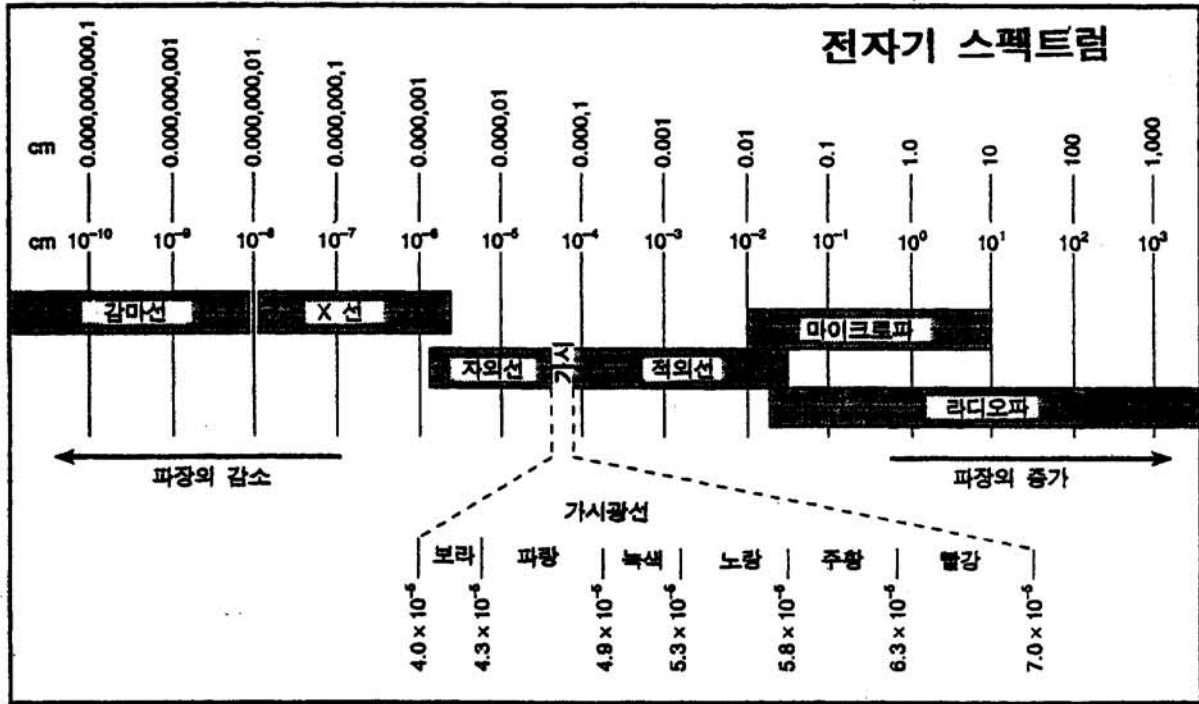 전자기 스펙트럼
cm 0.000,000,000,1 0.000,000,001 0.000,000,01 0.000,000,1 0.000,001 0.000,01 0.000,1 0.001 0.01 0.1 1.0 10 100 1,000
cm 10⁻¹⁰ 10⁻⁹ 10⁻⁸ 10⁻⁷ 10⁻⁶ 10⁻⁵ 10⁻⁴ 10⁻³ 10⁻² 10⁻¹ 10⁰ 10¹ 10² 10³
감마선 X 선
마이크로파
자외선 가시 적외선
라디오파
파장의 감소 파장의 증가
가시광선
보라 파랑 녹색 노랑 주황 빨강
4.0 × 10⁻⁵ 4.3 × 10⁻⁵ 4.9 × 10⁻⁵ 5.3 × 10⁻⁵ 5.8 × 10⁻⁵ 6.3 × 10⁻⁵ 7.0 × 10⁻⁵